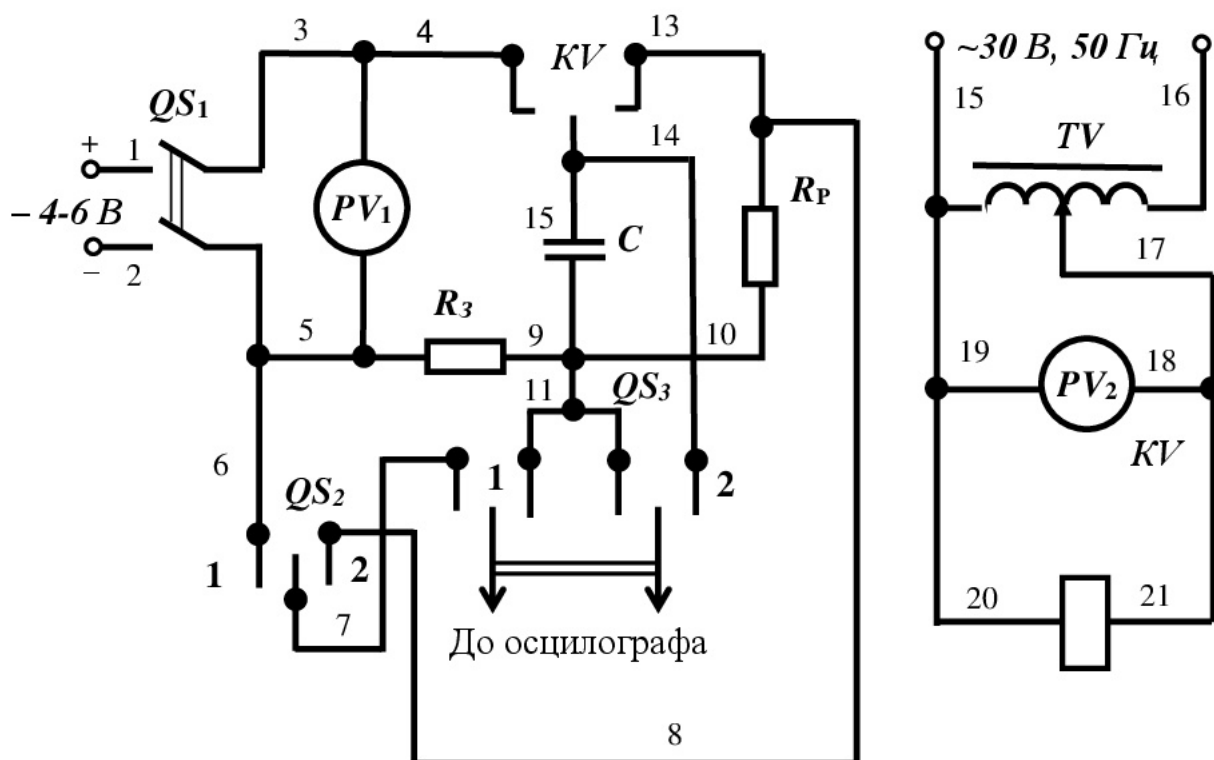 3 4 KV 13
~30 В, 50 Гц
15 16
QS1
+ 1
14
TV
– 4-6 В
PV1
15 C
RP
– 2
17
R3
5 9 10
19 18
PV2
11 QS3
KV
6
QS2
1 2
1 2
7
20 21
До осцилографа
8